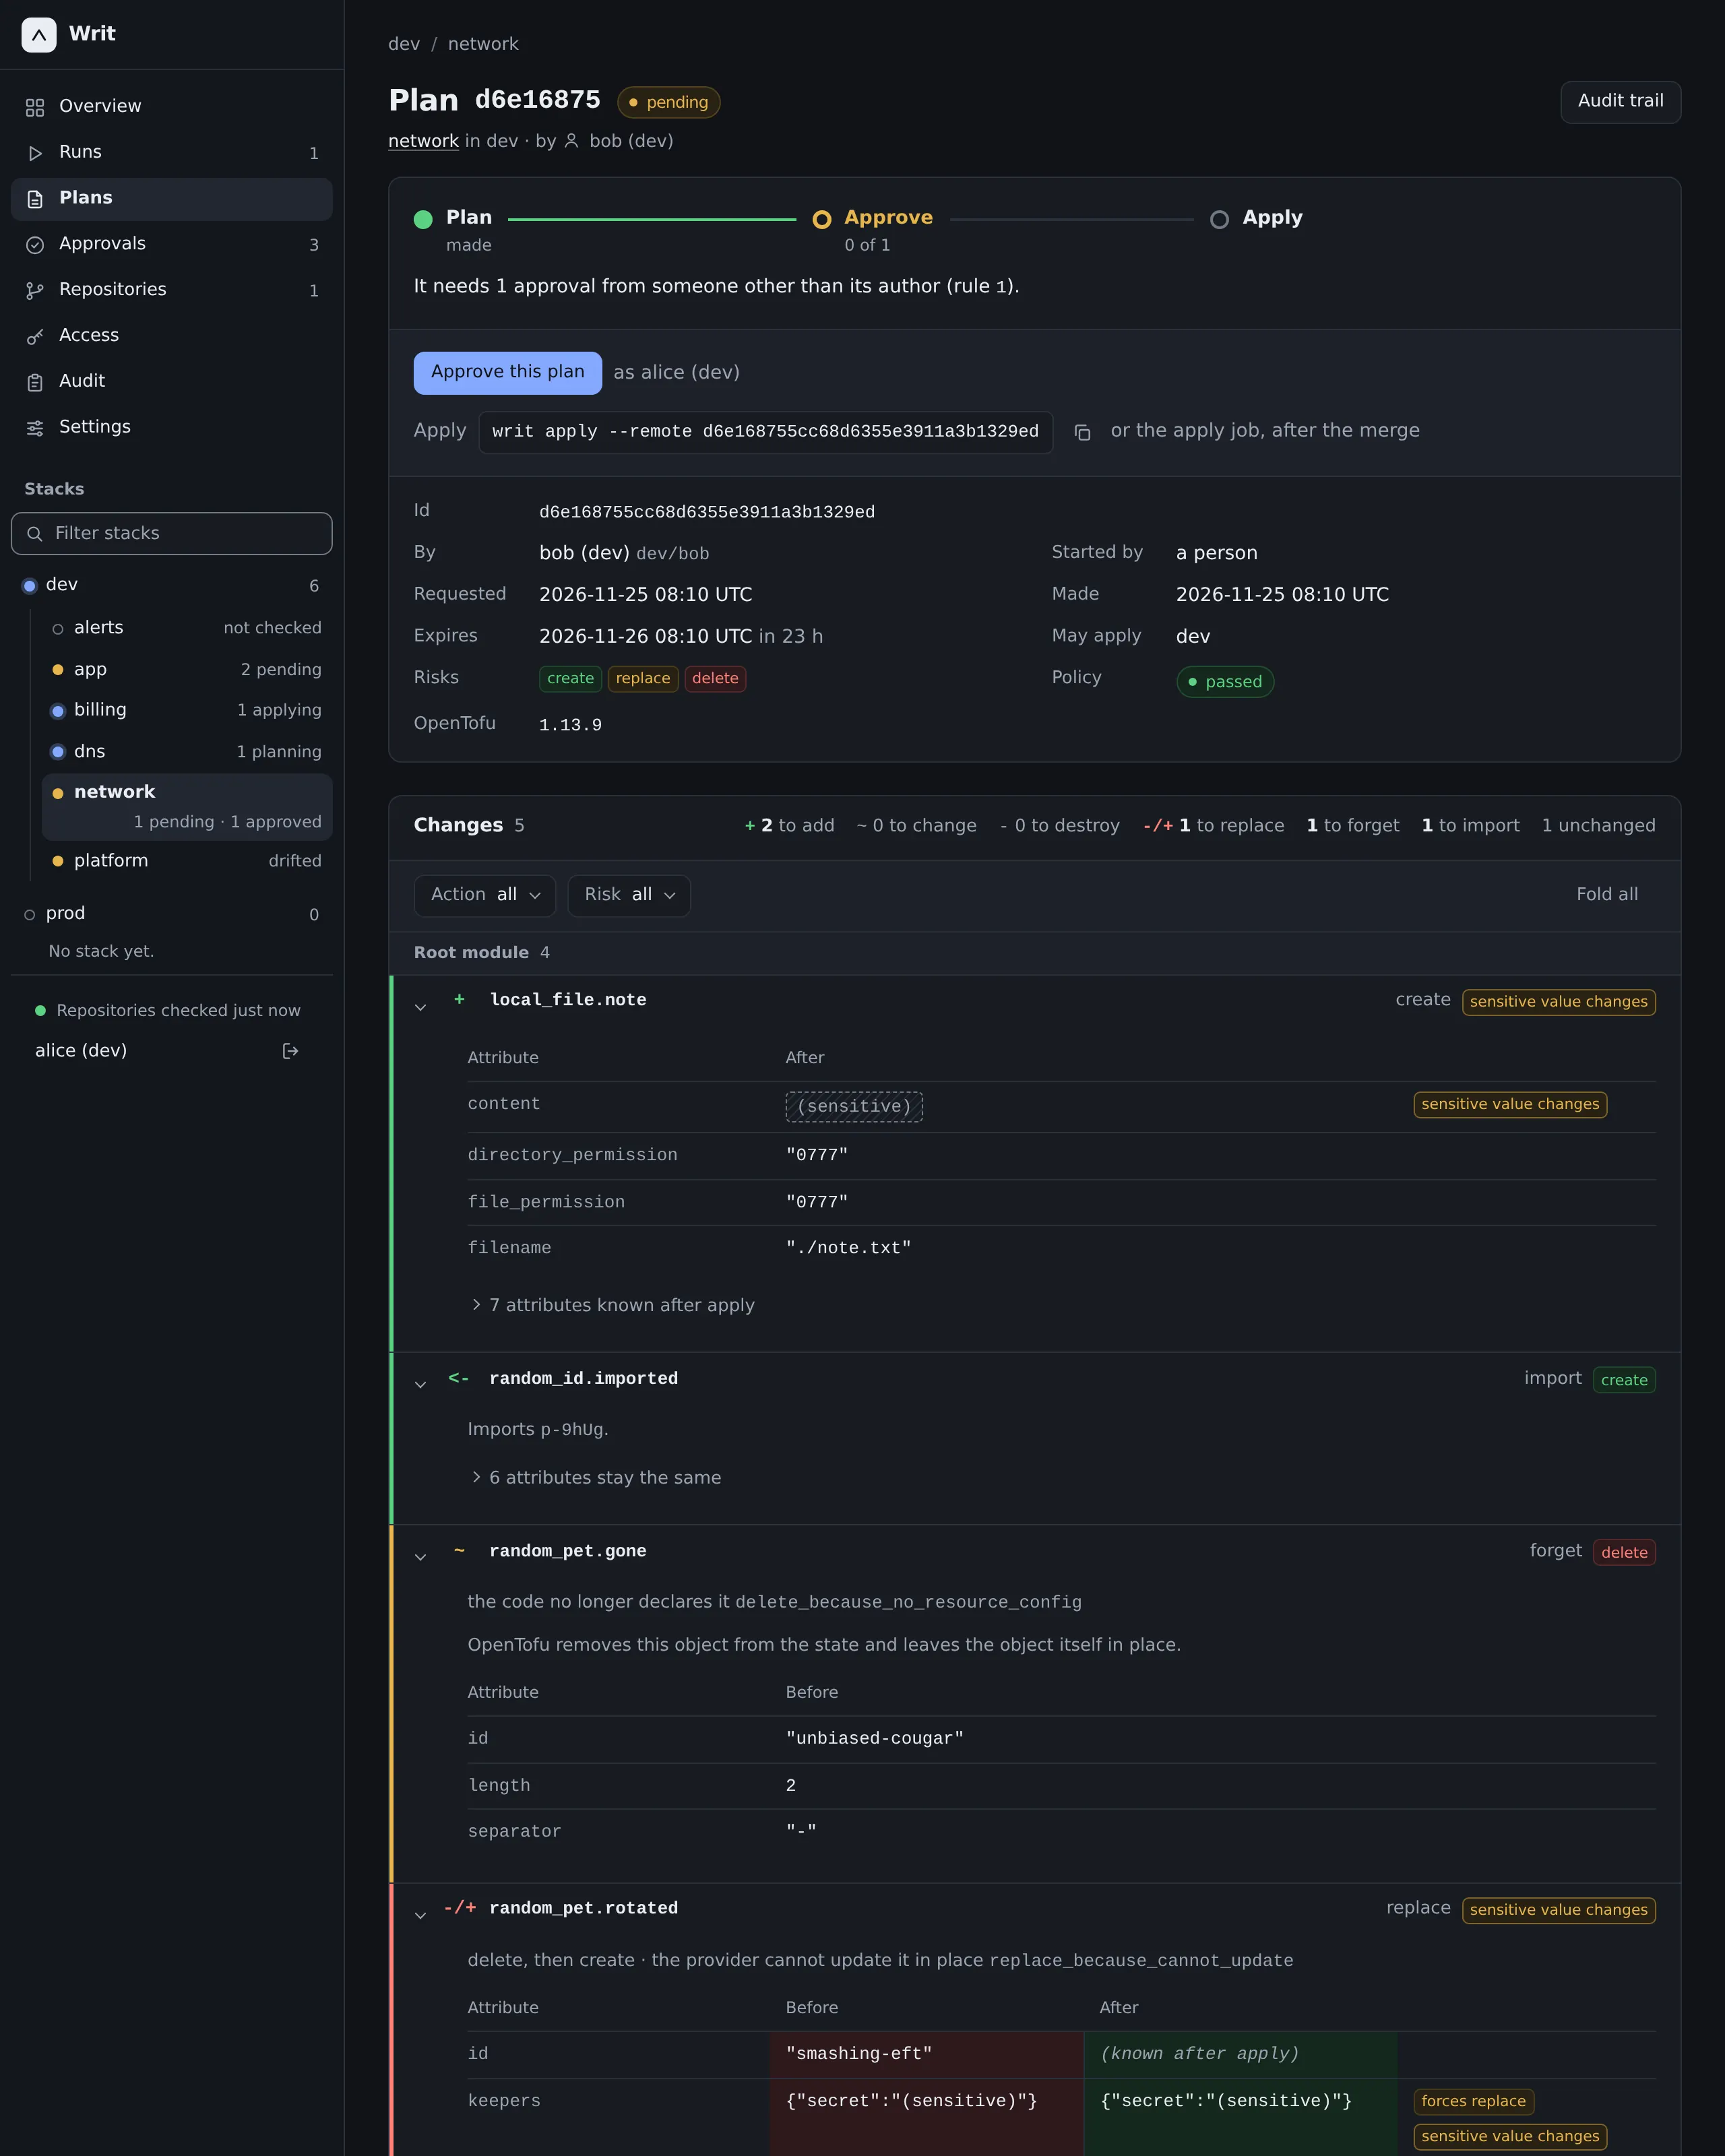 Writ
Overview
Runs 1
Plans
Approvals 3
Repositories 1
Access
Audit
Settings
Stacks
Filter stacks
dev 6
alerts not checked
app 2 pending
billing 1 applying
dns 1 planning
network
1 pending · 1 approved
platform drifted
prod 0
No stack yet.
Repositories checked just now
alice (dev)
dev / network
Plan d6e16875 pending
Audit trail
network in dev · by bob (dev)
Plan
made
Approve
0 of 1
Apply
It needs 1 approval from someone other than its author (rule 1).
Approve this plan as alice (dev)
Apply writ apply --remote d6e168755cc68d6355e3911a3b1329ed or the apply job, after the merge
Id d6e168755cc68d6355e3911a3b1329ed
By bob (dev) dev/bob Started by a person
Requested 2026-11-25 08:10 UTC Made 2026-11-25 08:10 UTC
Expires 2026-11-26 08:10 UTC in 23 h May apply dev
Risks create replace delete Policy passed
OpenTofu 1.13.9
Changes 5 + 2 to add ~ 0 to change - 0 to destroy -/+ 1 to replace 1 to forget 1 to import 1 unchanged
Action all Risk all Fold all
Root module 4
+ local_file.note create sensitive value changes
Attribute After
content (sensitive) sensitive value changes
directory_permission "0777"
file_permission "0777"
filename "./note.txt"
7 attributes known after apply
<- random_id.imported import create
Imports p-9hUg.
6 attributes stay the same
~ random_pet.gone forget delete
the code no longer declares it delete_because_no_resource_config
OpenTofu removes this object from the state and leaves the object itself in place.
Attribute Before
id "unbiased-cougar"
length 2
separator "-"
-/+ random_pet.rotated replace sensitive value changes
delete, then create · the provider cannot update it in place replace_because_cannot_update
Attribute Before After
id "smashing-eft" (known after apply)
keepers {"secret":"(sensitive)"} {"secret":"(sensitive)"} forces replace
sensitive value changes